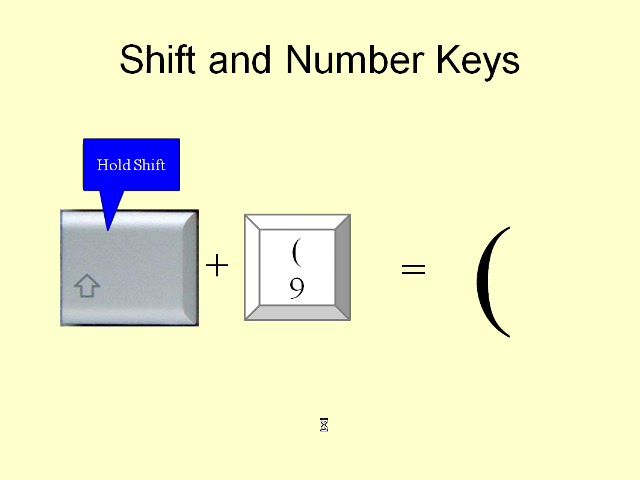 Shift and Number Keys
Hold Shift
+
(
9
=
(